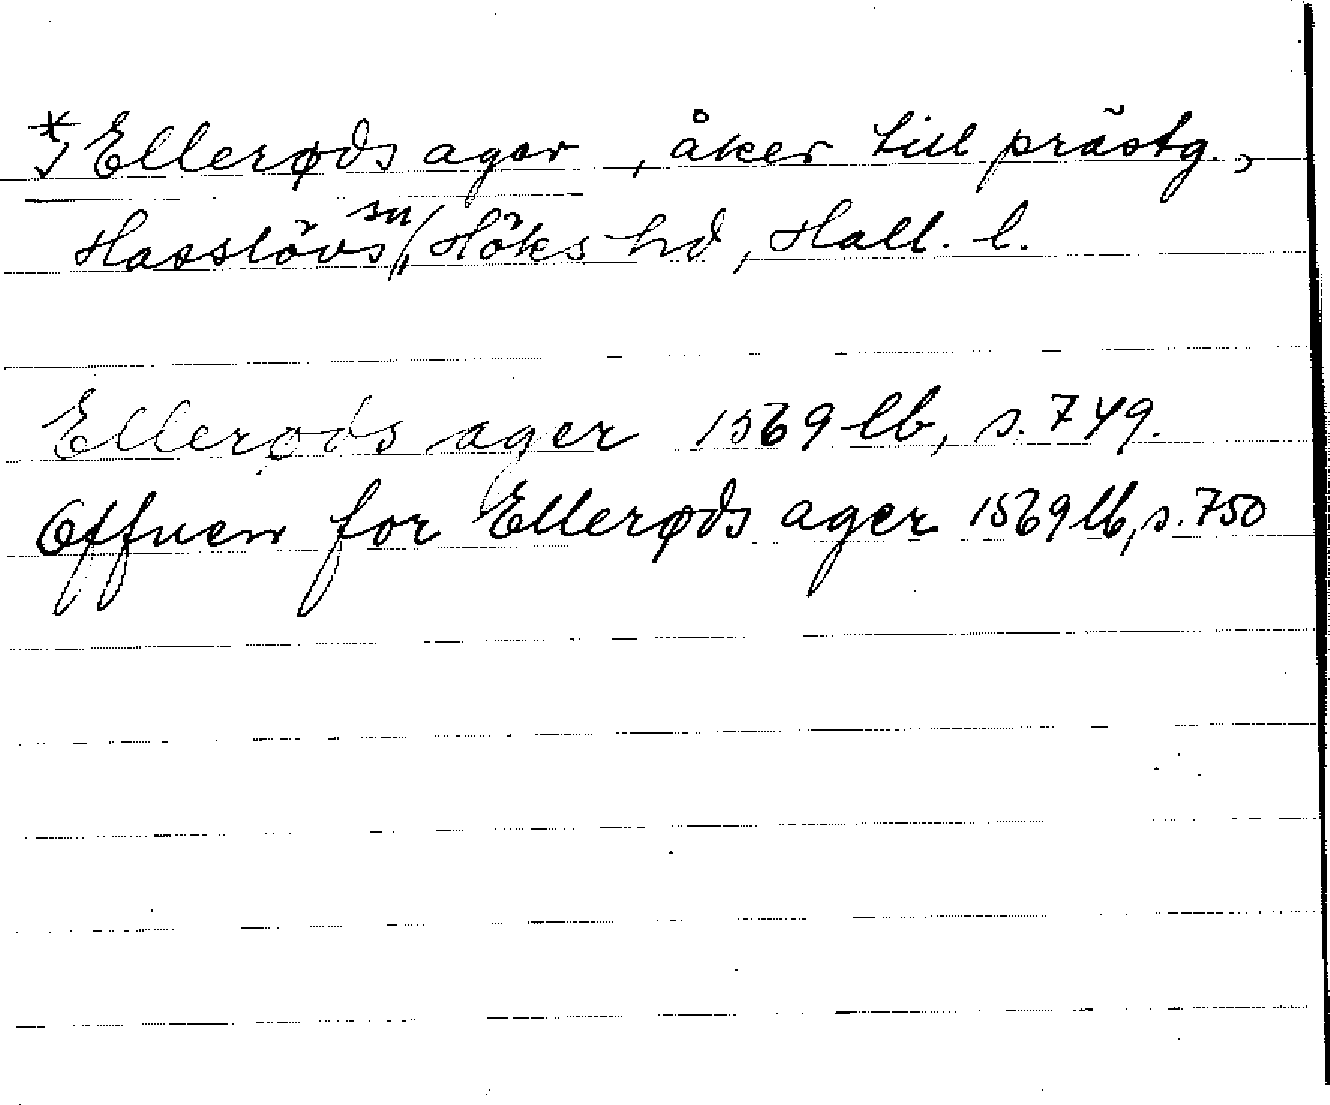 *Ellerøds ager, åker till prästg.,
Hasslövs sn, Höks hd, Hall. l.
Ellerøds ager 1569 lb, s. 749.
Offuen for Ellerøds ager 1569 lb, s. 750